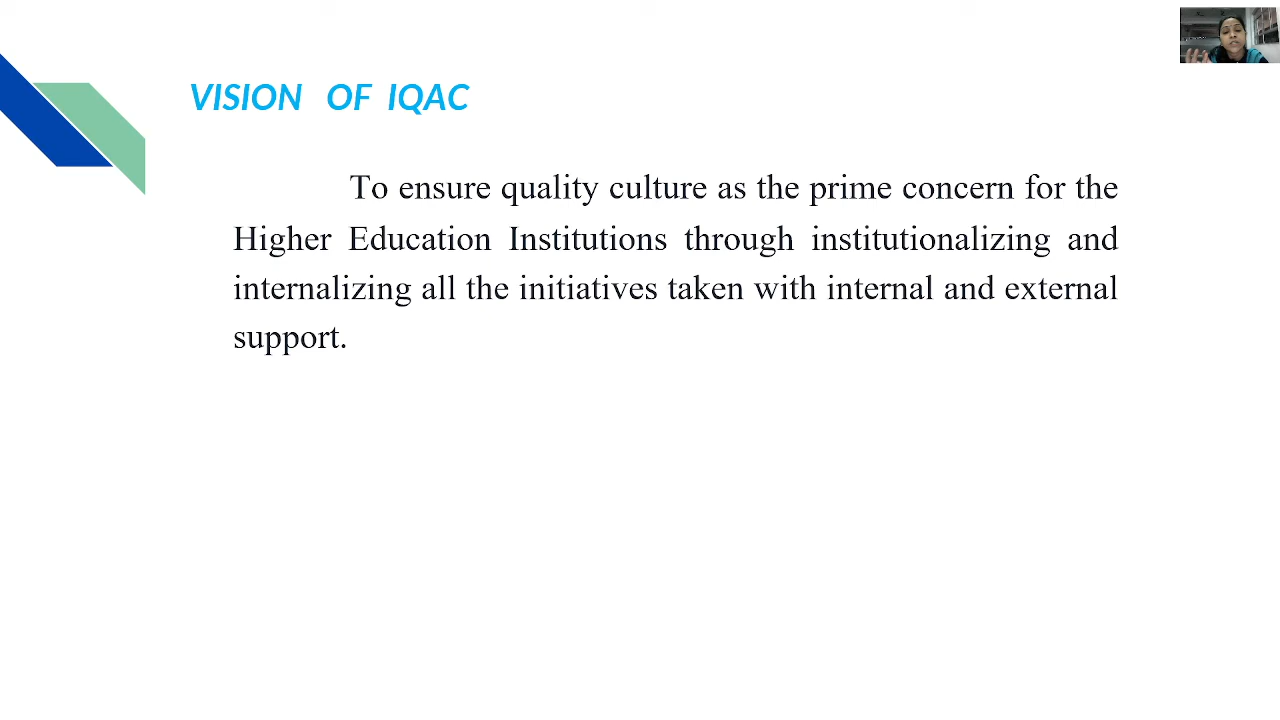 VISION OF IQAC
To ensure quality culture as the prime concern for the
Higher Education Institutions through institutionalizing and
internalizing all the initiatives taken with internal and external
support.